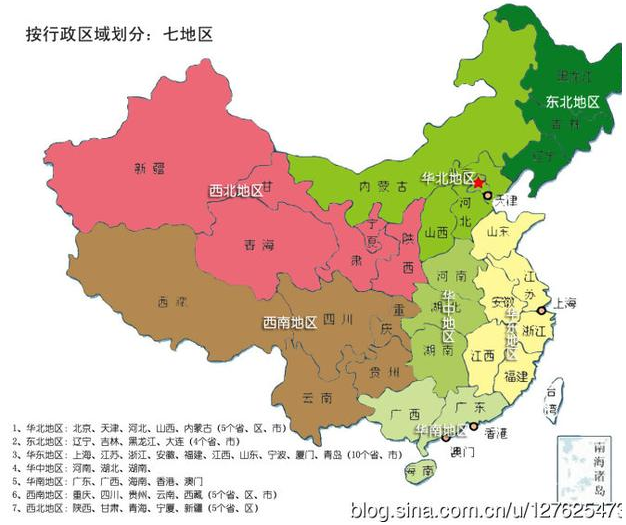 按行政区域划分：七地区
黑龙江
东北地区
吉林
辽宁
新疆
甘
西北地区
内蒙古
华北地区
北
京
天津
河
北
宁
夏
山西
陕
西
山东
青海
肃
河南
江
苏
西藏
四川
重
庆
湖北
华中地区
安徽
上海
西南地区
华东地区
浙江
湖南
江西
贵州
福建
云南
台
湾
广西
广东
华南地区
香港
澳门
海南
南海诸岛
1、华北地区：北京、天津、河北、山西、内蒙古（5个省、区、市）
2、东北地区：辽宁、吉林、黑龙江、大连（4个省、市）
3、华东地区：上海、江苏、浙江、安徽、福建、江西、山东、宁波、厦门、青岛（10个省、市）
4、华中地区：河南、湖北、湖南、
5、华南地区：广东、广西、海南、香港、澳门
6、西南地区：重庆、四川、贵州、云南、西藏（5个省、区、市）
7、西北地区：陕西、甘肃、青海、宁夏、新疆（5个省、区）
blog.sina.com.cn/u/127625473